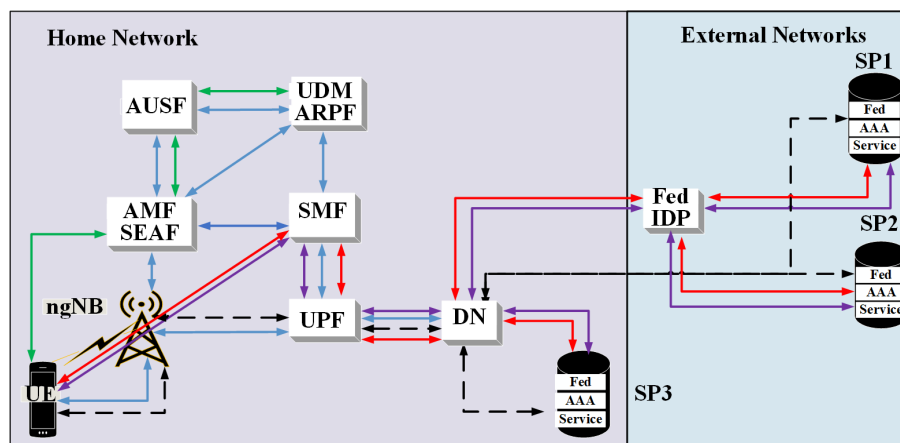 Home Network
External Networks
SP1
AUSF
UDM
ARPF
Fed
AAA
Service
AMF
SEAF
SMF
Fed
IDP
SP2
Fed
AAA
Service
ngNB
UPF
DN
UE
Fed
AAA
Service
SP3